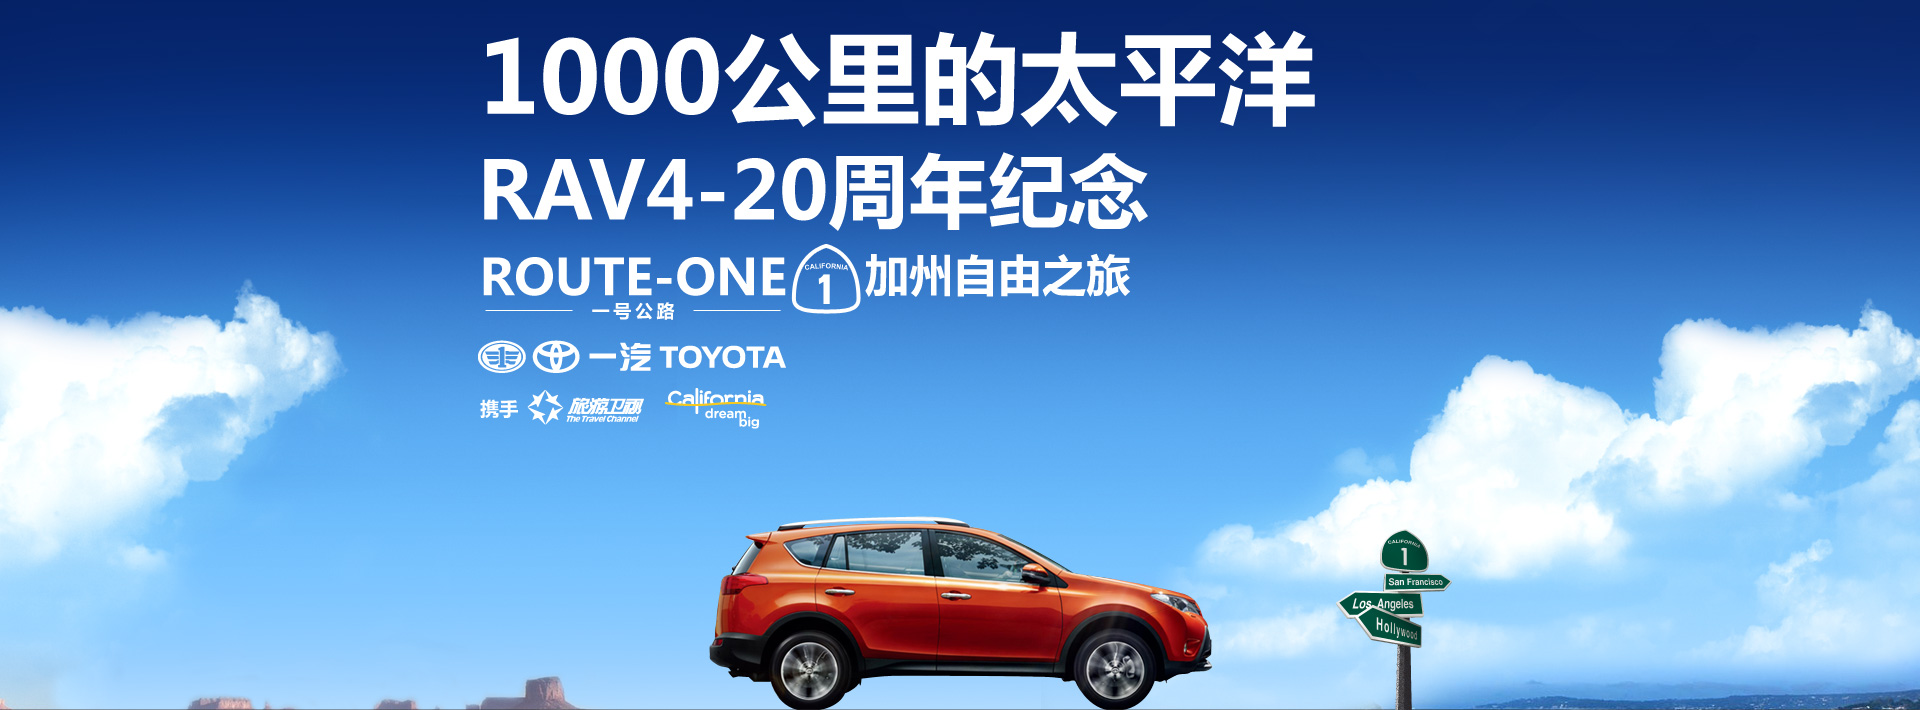 1000公里的太平洋
RAV4-20周年纪念
ROUTE-ONE CALIFORNIA 1 加州自由之旅
一号公路
一汽 TOYOTA
携手 旅游卫视 The Travel Channel California dream big
CALIFORNIA
1
San Francisco
Los Angeles
Hollywood